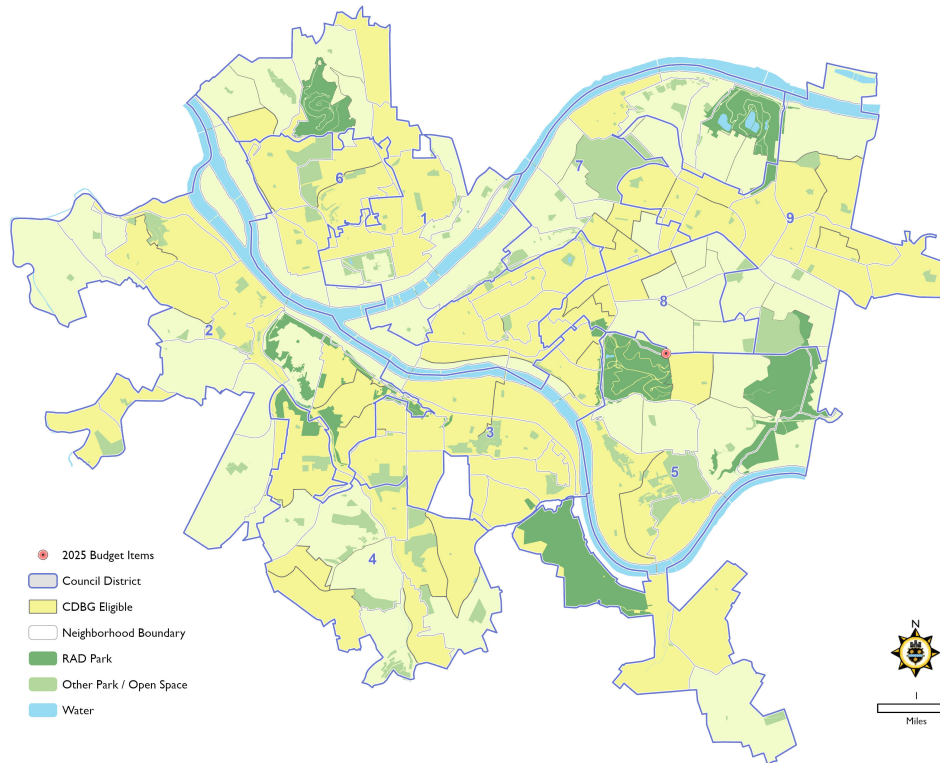 6
7
1
9
8
2
3
5
4
2025 Budget Items
Council District
CDBG Eligible
Neighborhood Boundary
RAD Park
Other Park / Open Space
Water
N
1
Miles